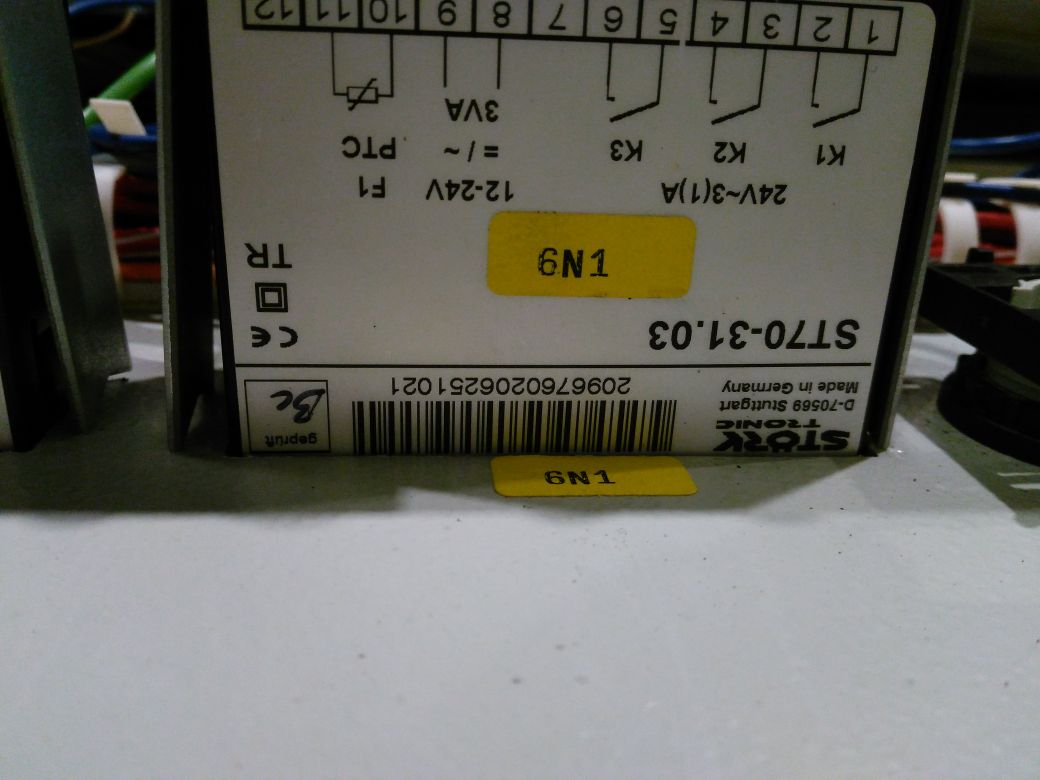 STÖRK
TRONIC
D-70569 Stuttgart
Made in Germany
2096760206251021
geprüft
ST70-31.03
CE
TR
6N1
24V~3(1)A
12-24V
F1
K1 K2 K3 = / ~ PTC
3VA
1 2 3 4 5 6 7 8 9 10 11 12
6N1